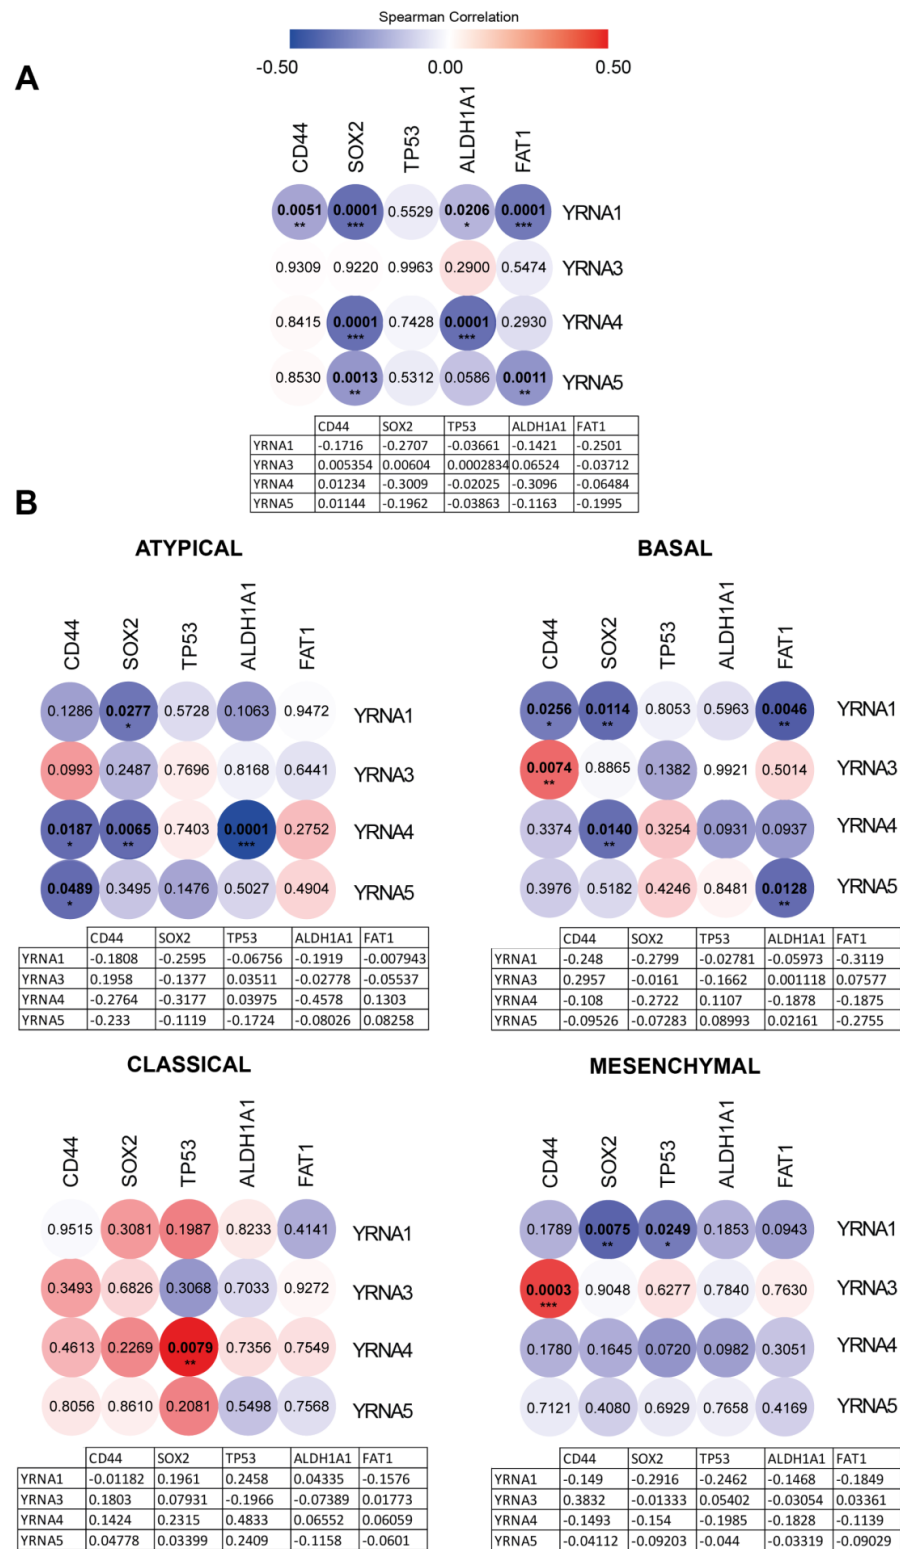 Spearman Correlation
-0.50 0.00 0.50
A
CD44 SOX2 TP53 ALDH1A1 FAT1
0.0051 0.0001 0.5529 0.0206 0.0001 YRNA1
** *** * ***
0.9309 0.9220 0.9963 0.2900 0.5474 YRNA3
0.8415 0.0001 0.7428 0.0001 0.2930 YRNA4
*** ***
0.8530 0.0013 0.5312 0.0586 0.0011 YRNA5
** **
CD44 SOX2 TP53 ALDH1A1 FAT1
YRNA1 -0.1716 -0.2707 -0.03661 -0.1421 -0.2501
YRNA3 0.005354 0.00604 0.0002834 0.06524 -0.03712
YRNA4 0.01234 -0.3009 -0.02025 -0.3096 -0.06484
YRNA5 0.01144 -0.1962 -0.03863 -0.1163 -0.1995
B
ATYPICAL
CD44 SOX2 TP53 ALDH1A1 FAT1
0.1286 0.0277 0.5728 0.1063 0.9472 YRNA1
*
0.0993 0.2487 0.7696 0.8168 0.6441 YRNA3
0.0187 0.0065 0.7403 0.0001 0.2752 YRNA4
* ** ***
0.0489 0.3495 0.1476 0.5027 0.4904 YRNA5
*
CD44 SOX2 TP53 ALDH1A1 FAT1
YRNA1 -0.1808 -0.2595 -0.06756 -0.1919 -0.007943
YRNA3 0.1958 -0.1377 0.03511 -0.02778 -0.05537
YRNA4 -0.2764 -0.3177 0.03975 -0.4578 0.1303
YRNA5 -0.233 -0.1119 -0.1724 -0.08026 0.08258
BASAL
CD44 SOX2 TP53 ALDH1A1 FAT1
0.0256 0.0114 0.8053 0.5963 0.0046 YRNA1
* ** **
0.0074 0.8865 0.1382 0.9921 0.5014 YRNA3
**
0.3374 0.0140 0.3254 0.0931 0.0937 YRNA4
**
0.3976 0.5182 0.4246 0.8481 0.0128 YRNA5
**
CD44 SOX2 TP53 ALDH1A1 FAT1
YRNA1 -0.248 -0.2799 -0.02781 -0.05973 -0.3119
YRNA3 0.2957 -0.0161 -0.1662 0.001118 0.07577
YRNA4 -0.108 -0.2722 0.1107 -0.1878 -0.1875
YRNA5 -0.09526 -0.07283 0.08993 0.02161 -0.2755
CLASSICAL
CD44 SOX2 TP53 ALDH1A1 FAT1
0.9515 0.3081 0.1987 0.8233 0.4141 YRNA1
0.3493 0.6826 0.3068 0.7033 0.9272 YRNA3
0.4613 0.2269 0.0079 0.7356 0.7549 YRNA4
**
0.8056 0.8610 0.2081 0.5498 0.7568 YRNA5
CD44 SOX2 TP53 ALDH1A1 FAT1
YRNA1 -0.01182 0.1961 0.2458 0.04335 -0.1576
YRNA3 0.1803 0.07931 -0.1966 -0.07389 0.01773
YRNA4 0.1424 0.2315 0.4833 0.06552 0.06059
YRNA5 0.04778 0.03399 0.2409 -0.1158 -0.0601
MESENCHYMAL
CD44 SOX2 TP53 ALDH1A1 FAT1
0.1789 0.0075 0.0249 0.1853 0.0943 YRNA1
** *
0.0003 0.9048 0.6277 0.7840 0.7630 YRNA3
***
0.1780 0.1645 0.0720 0.0982 0.3051 YRNA4
0.7121 0.4080 0.6929 0.7658 0.4169 YRNA5
CD44 SOX2 TP53 ALDH1A1 FAT1
YRNA1 -0.149 -0.2916 -0.2462 -0.1468 -0.1849
YRNA3 0.3832 -0.01333 0.05402 -0.03054 0.03361
YRNA4 -0.1493 -0.154 -0.1985 -0.1828 -0.1139
YRNA5 -0.04112 -0.09203 -0.044 -0.03319 -0.09029